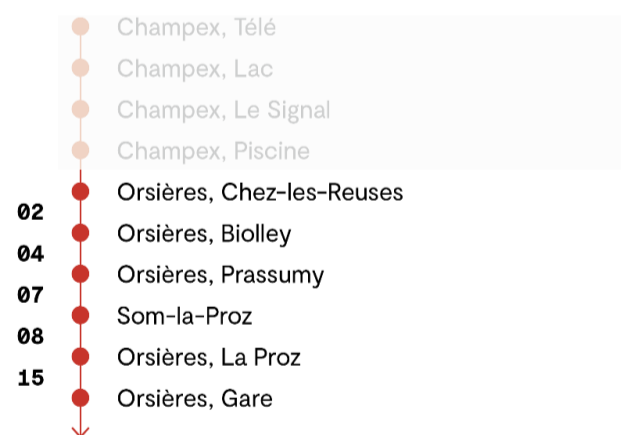 Champex, Télé
Champex, Lac
Champex, Le Signal
Champex, Piscine
Orsières, Chez-les-Reuses
02
Orsières, Biolley
04
Orsières, Prassumy
07
Som-la-Proz
08
Orsières, La Proz
15
Orsières, Gare